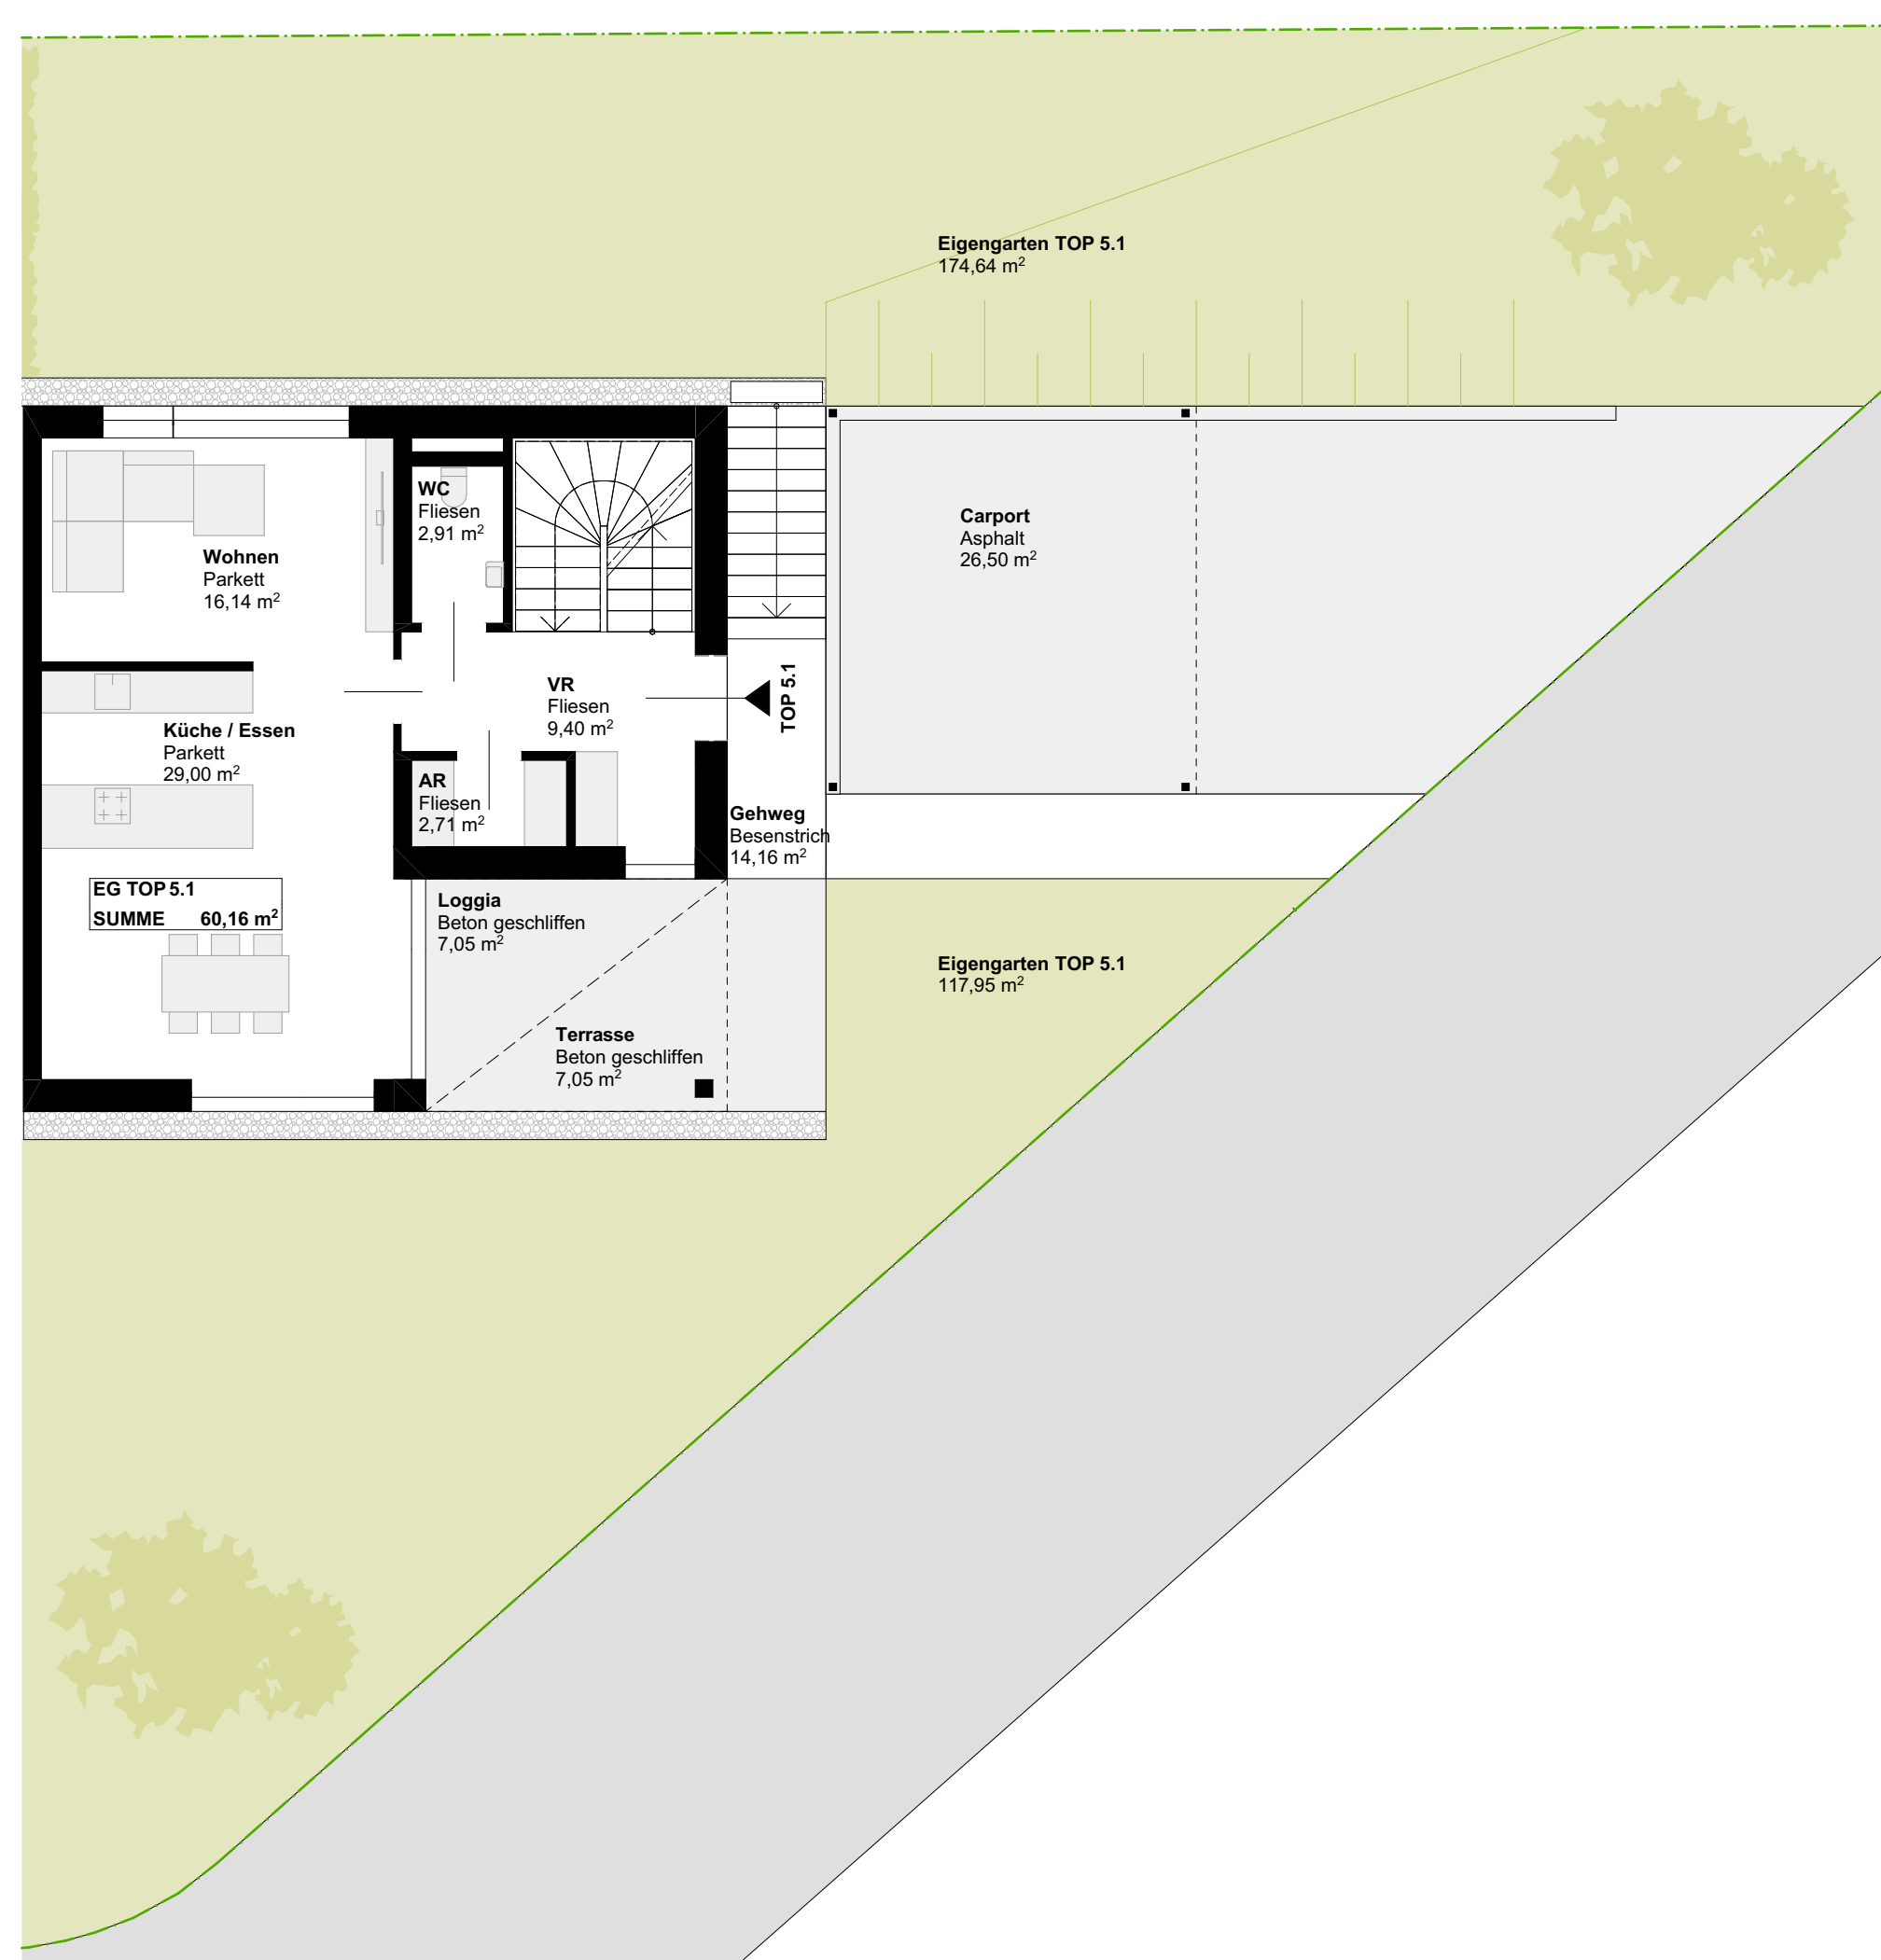 Eigengarten TOP 5.1
174,64 m²
WC
Fliesen
2,91 m²
Carport
Asphalt
26,50 m²
Wohnen
Parkett
16,14 m²
VR
Fliesen
9,40 m²
TOP 5.1
Küche / Essen
Parkett
29,00 m²
AR
Fliesen
2,71 m²
Gehweg
Besenstrich
14,16 m²
EG TOP 5.1
SUMME 60,16 m²
Loggia
Beton geschliffen
7,05 m²
Eigengarten TOP 5.1
117,95 m²
Terrasse
Beton geschliffen
7,05 m²